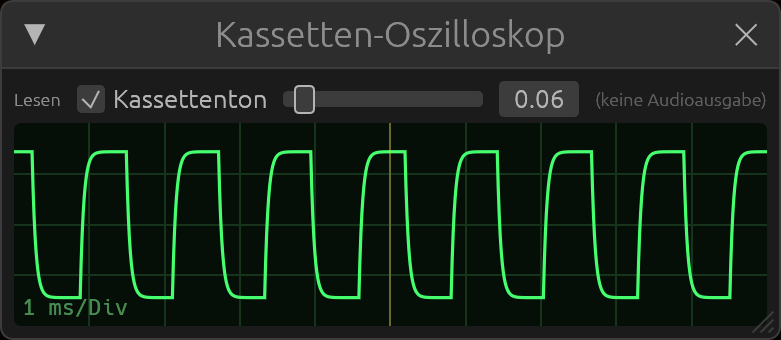 Kassetten-Oszilloskop
Lesen Kassettenton 0.06 (keine Audioausgabe)
1 ms/Div